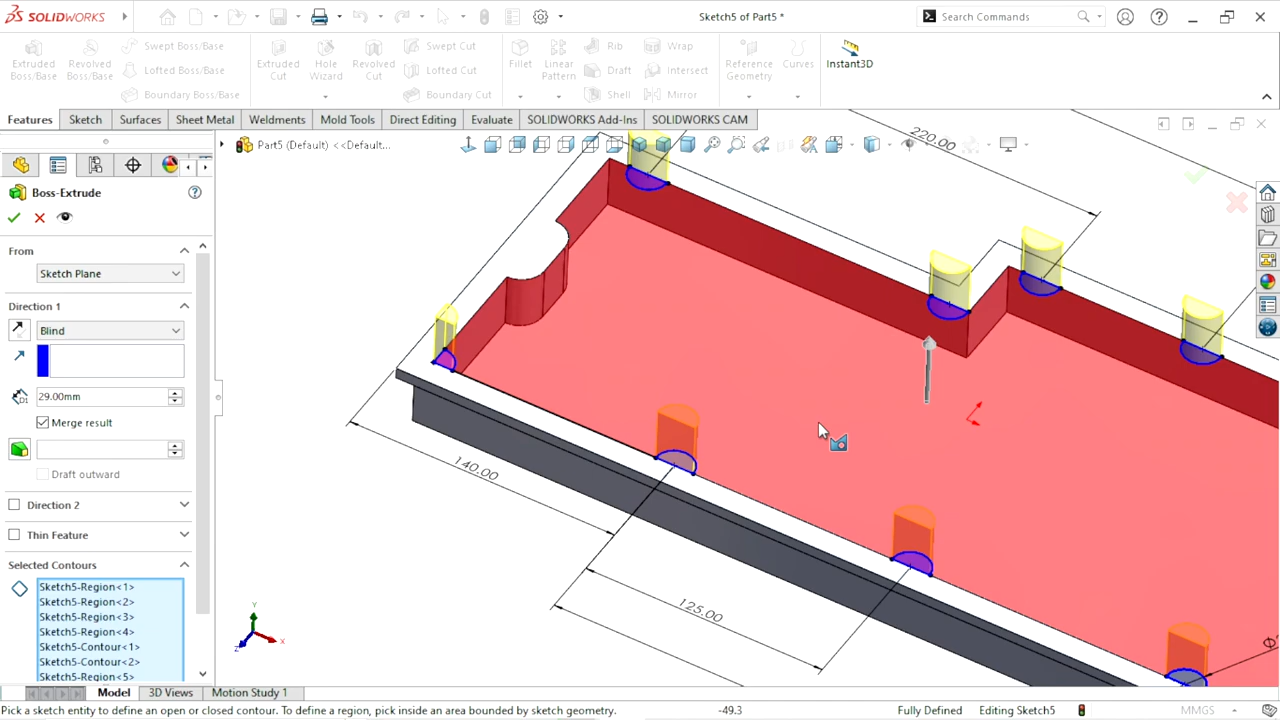 SOLIDWORKS
Sketch5 of Part5 *
Search Commands
Extruded Boss/Base
Revolved Boss/Base
Swept Boss/Base
Lofted Boss/Base
Boundary Boss/Base
Extruded Cut
Hole Wizard
Revolved Cut
Swept Cut
Lofted Cut
Boundary Cut
Fillet
Linear Pattern
Rib
Draft
Shell
Wrap
Intersect
Mirror
Reference Geometry
Curves
Instant3D
Features
Sketch
Surfaces
Sheet Metal
Weldments
Mold Tools
Direct Editing
Evaluate
SOLIDWORKS Add-Ins
SOLIDWORKS CAM
Part5 (Default) <<Default...
Boss-Extrude
From
Sketch Plane
Direction 1
Blind
29.00mm
Merge result
Draft outward
Direction 2
Thin Feature
Selected Contours
Sketch5-Region<1>
Sketch5-Region<2>
Sketch5-Region<3>
Sketch5-Region<4>
Sketch5-Contour<1>
Sketch5-Contour<2>
Sketch5-Region<5>
220.00
140.00
125.00
Y
X
Z
Model
3D Views
Motion Study 1
Pick a sketch entity to define an open or closed contour. To define a region, pick inside an area bounded by sketch geometry.
-49.3
Fully Defined
Editing Sketch5
MMGS